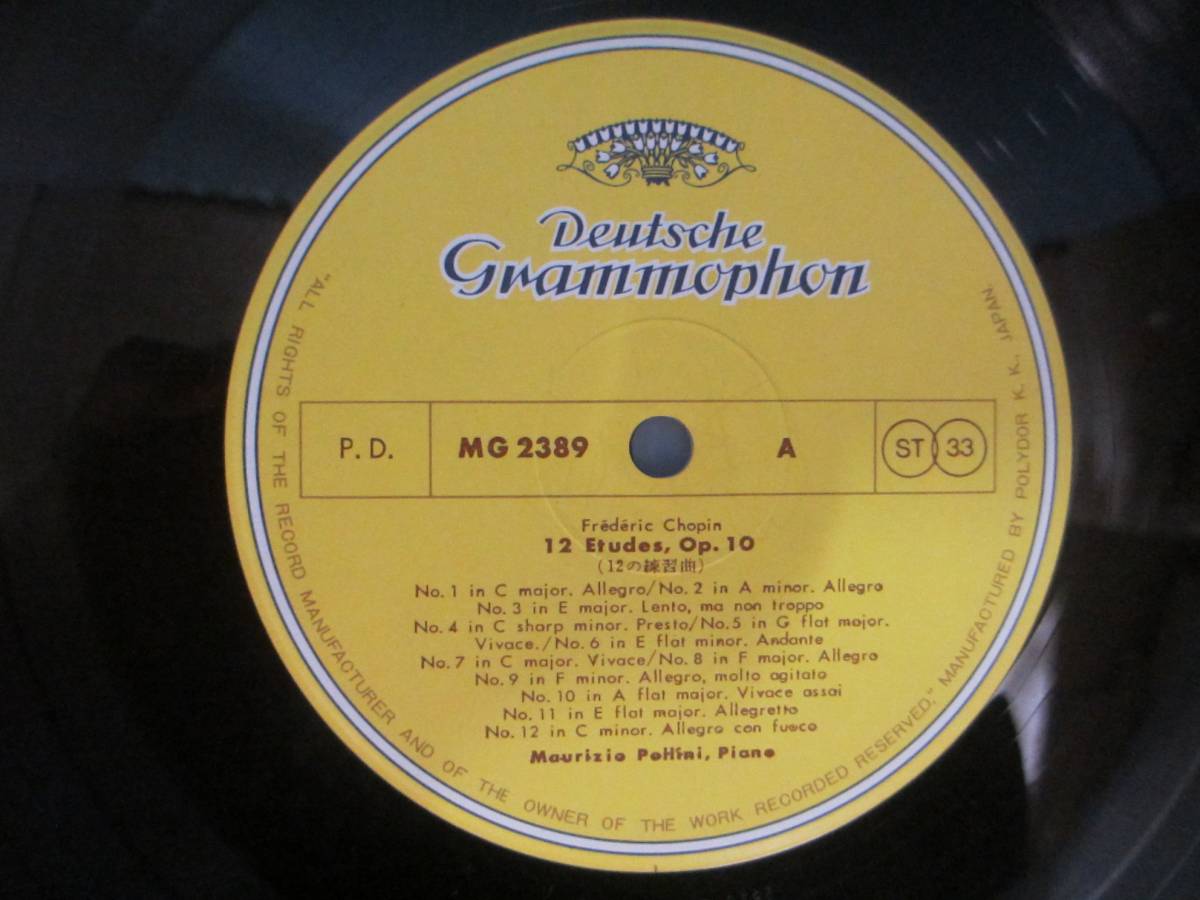 Deutsche
Grammophon
P. D. MG 2389 A ST 33
Frédéric Chopin
12 Etudes, Op. 10
(12の練習曲)
No. 1 in C major. Allegro/No. 2 in A minor. Allegro
No. 3 in E major. Lento, ma non troppo
No. 4 in C sharp minor. Presto/No. 5 in G flat major.
Vivace./No. 6 in E flat minor. Andante
No. 7 in C major. Vivace/No. 8 in F major. Allegro
No. 9 in F minor. Allegro, molto agitato
No. 10 in A flat major. Vivace assai
No. 11 in E flat major. Allegretto
No. 12 in C minor. Allegro con fuoco
Maurizio Pollini, Piano
"ALL RIGHTS OF THE RECORD MANUFACTURER AND OF THE OWNER OF THE WORK RECORDED RESERVED." MANUFACTURED BY POLYDOR K. K., JAPAN.